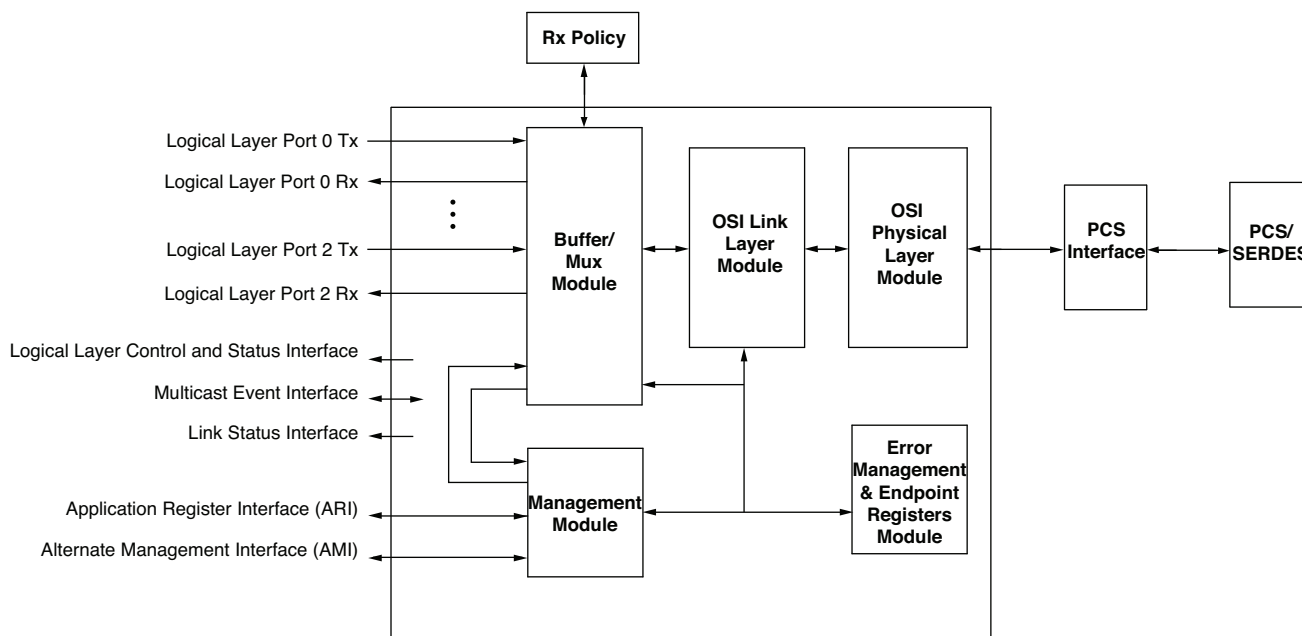 Rx Policy
Logical Layer Port 0 Tx
Logical Layer Port 0 Rx
Logical Layer Port 2 Tx
Logical Layer Port 2 Rx
Logical Layer Control and Status Interface
Multicast Event Interface
Link Status Interface
Application Register Interface (ARI)
Alternate Management Interface (AMI)
Buffer/
Mux
Module
OSI Link
Layer
Module
OSI
Physical
Layer
Module
PCS
Interface
PCS/
SERDES
Management
Module
Error
Management
& Endpoint
Registers
Module